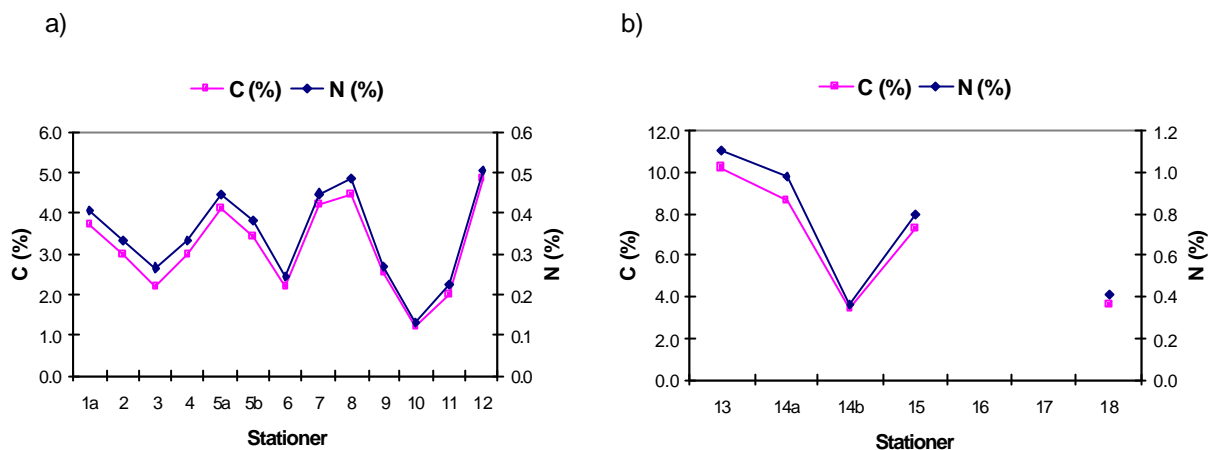 a)
C (%) N (%)
6.0
5.0
4.0
3.0
2.0
1.0
0.0
C (%)
0.6
0.5
0.4
0.3
0.2
0.1
0.0
N (%)
1a 2 3 4 5a 5b 6 7 8 9 10 11 12
Stationer
b)
C (%) N (%)
12.0
10.0
8.0
6.0
4.0
2.0
0.0
C (%)
1.2
1.0
0.8
0.6
0.4
0.2
0.0
N (%)
13 14a 14b 15 16 17 18
Stationer